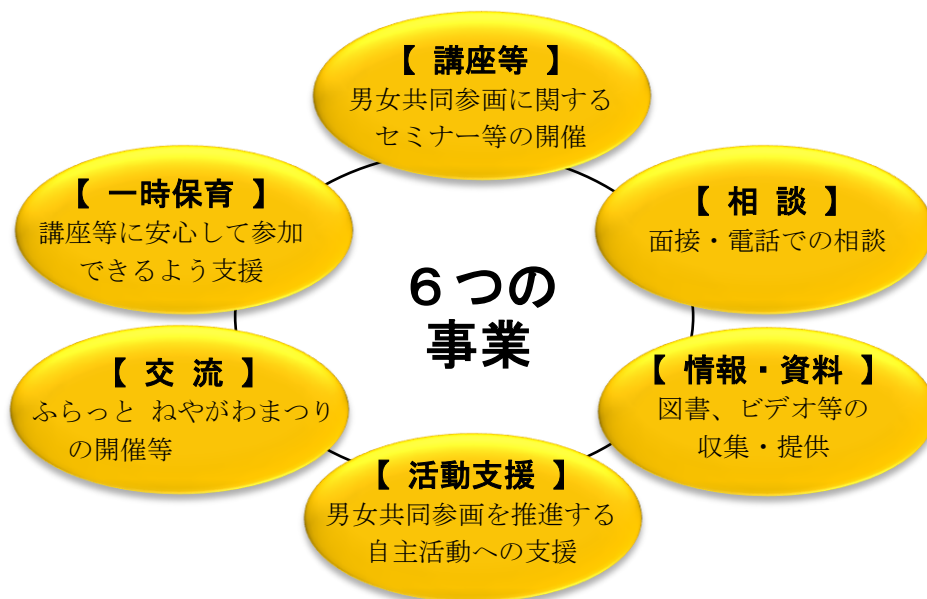 【 講座等 】
男女共同参画に関する
セミナー等の開催
【 一時保育 】
講座等に安心して参加
できるよう支援
【 相 談 】
面接・電話での相談
６つの
事業
【 交 流 】
ふらっと ねやがわまつり
の開催等
【 情報・資料 】
図書、ビデオ等の
収集・提供
【 活動支援 】
男女共同参画を推進する
自主活動への支援